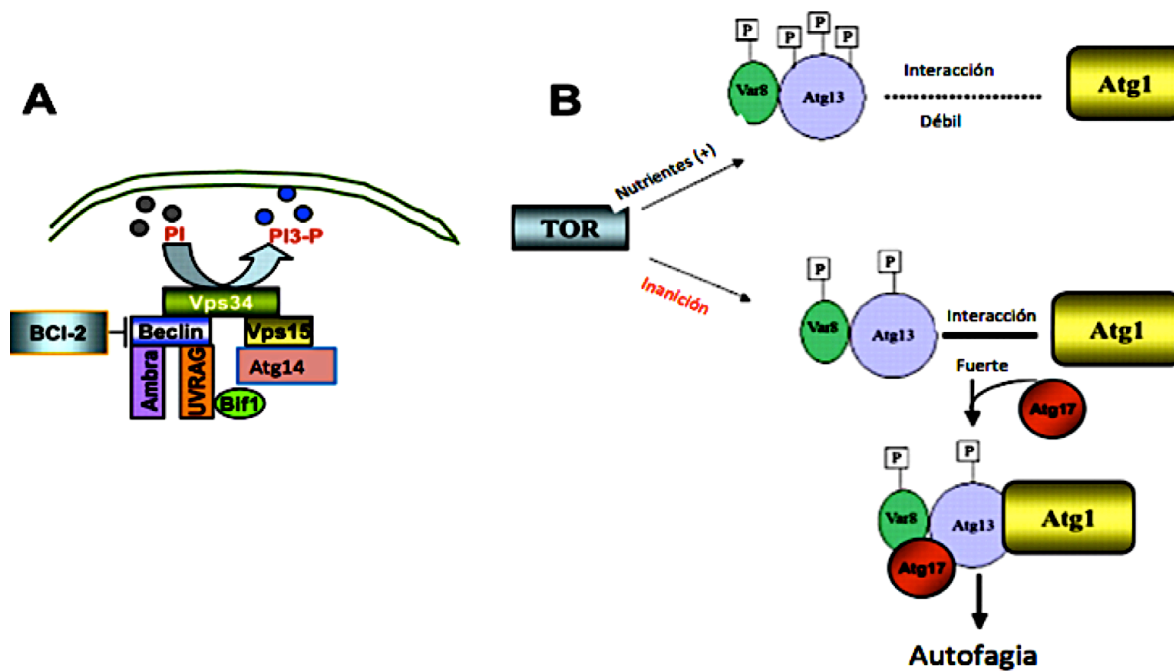 A
PI
PI3-P
Vps34
BCl-2
Beclin
Vps15
Ambra
UVRAG
Atg14
Bif1
B
TOR
Nutrientes (+)
Inanición
P
P
P
P
Var8
Atg13
Interacción
Débil
Atg1
P
P
Var8
Atg13
Interacción
Fuerte
Atg1
Atg17
P
P
Var8
Atg13
Atg1
Atg17
Autofagia